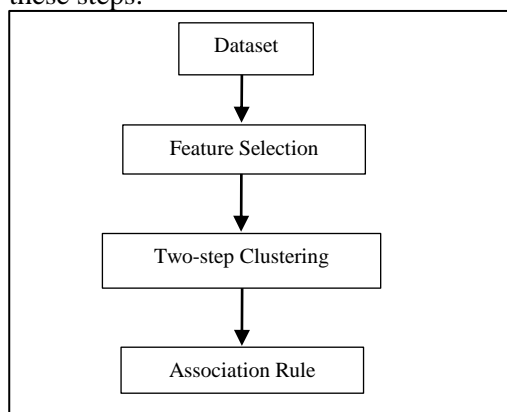 these steps:
Dataset
Feature Selection
Two-step Clustering
Association Rule